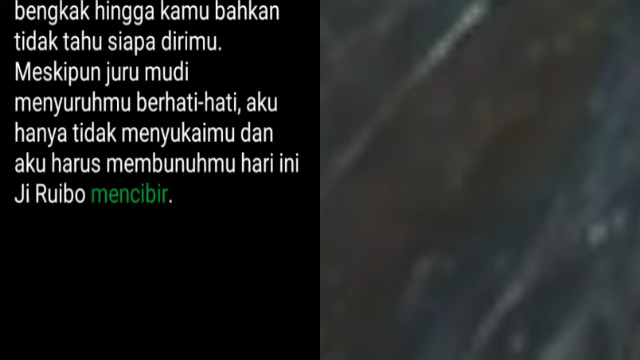 bengkak hingga kamu bahkan
tidak tahu siapa dirimu.
Meskipun juru mudi
menyuruhmu berhati-hati, aku
hanya tidak menyukaimu dan
aku harus membunuhmu hari ini
Ji Ruibo mencibir.